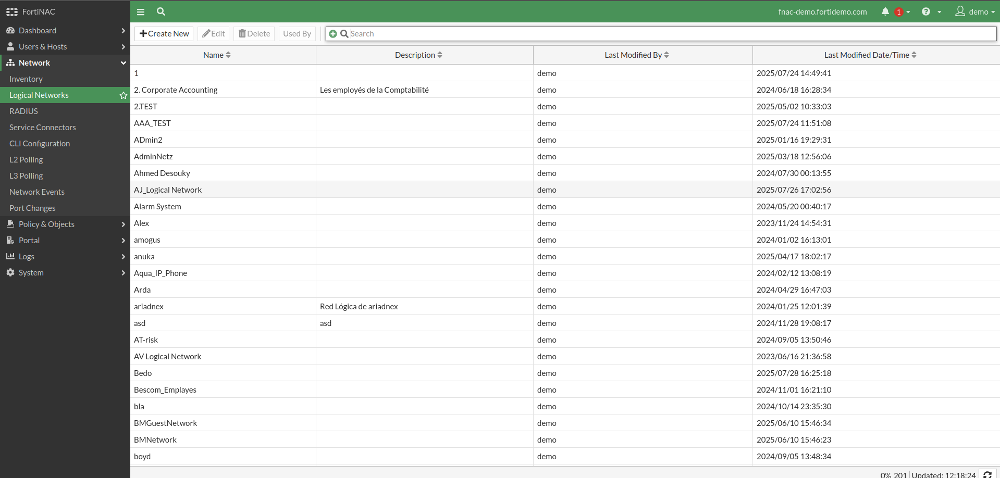 FortiNAC
fnac-demo.fortidemo.com 1 ? demo
Dashboard
Users & Hosts
Network
Inventory
Logical Networks
RADIUS
Service Connectors
CLI Configuration
L2 Polling
L3 Polling
Network Events
Port Changes
Policy & Objects
Portal
Logs
System
Create New Edit Delete Used By Search
Name Description Last Modified By Last Modified Date/Time
1 demo 2025/07/24 14:49:41
2. Corporate Accounting Les employés de la Comptabilité demo 2024/06/18 16:28:34
2.TEST demo 2025/05/02 10:33:03
AAA_TEST demo 2025/07/24 11:51:08
ADmin2 demo 2025/01/16 19:29:31
AdminNetz demo 2025/03/18 12:56:06
Ahmed Desouky demo 2024/07/30 00:13:55
AJ_Logical Network demo 2025/07/26 17:02:56
Alarm System demo 2024/05/20 00:40:17
Alex demo 2023/11/24 14:54:31
amogus demo 2024/01/02 16:13:01
anuka demo 2025/04/17 18:02:17
Aqua_IP_Phone demo 2024/02/12 13:08:19
Arda demo 2024/04/29 16:47:03
ariadnex Red Lógica de ariadnex demo 2024/01/25 12:01:39
asd asd demo 2024/11/28 19:08:17
AT-risk demo 2024/09/05 13:50:46
AV Logical Network demo 2023/06/16 21:36:58
Bedo demo 2025/07/28 16:25:18
Bescom_Emplayes demo 2024/11/01 16:21:10
bla demo 2024/10/14 23:35:30
BMGuestNetwork demo 2025/06/10 15:46:34
BMNetwork demo 2025/06/10 15:46:23
boyd demo 2024/09/05 13:48:34
0% 201 Updated: 12:18:24